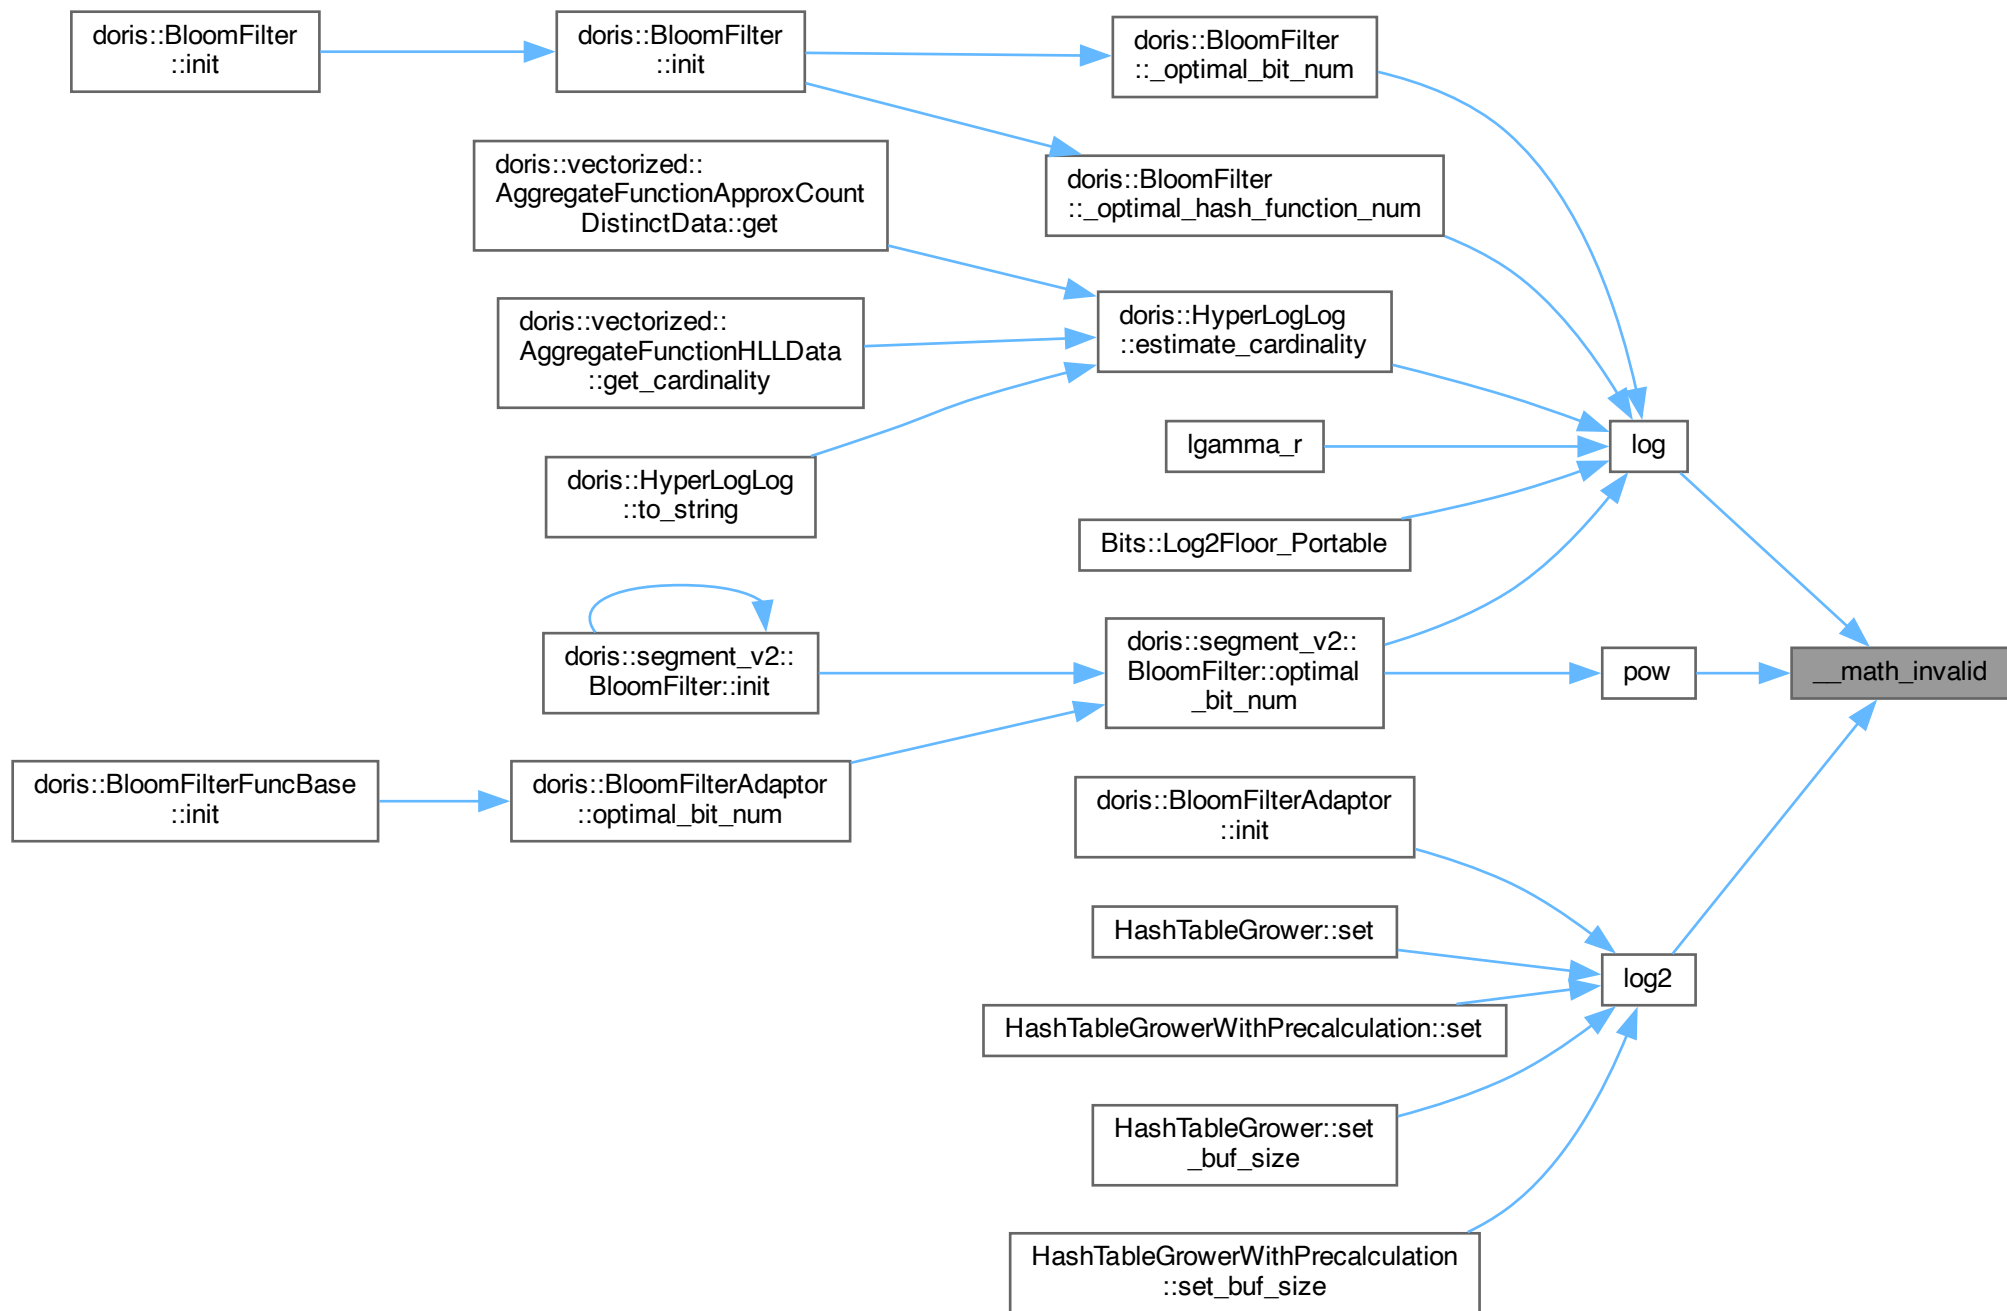 doris::BloomFilter
::init
doris::BloomFilter
::init
doris::BloomFilter
::_optimal_bit_num
doris::vectorized::
AggregateFunctionApproxCount
DistinctData::get
doris::BloomFilter
::_optimal_hash_function_num
doris::vectorized::
AggregateFunctionHLLData
::get_cardinality
doris::HyperLogLog
::estimate_cardinality
lgamma_r
log
doris::HyperLogLog
::to_string
Bits::Log2Floor_Portable
doris::segment_v2::
BloomFilter::init
doris::segment_v2::
BloomFilter::optimal
_bit_num
pow
__math_invalid
doris::BloomFilterFuncBase
::init
doris::BloomFilterAdaptor
::optimal_bit_num
doris::BloomFilterAdaptor
::init
HashTableGrower::set
log2
HashTableGrowerWithPrecalculation::set
HashTableGrower::set
_buf_size
HashTableGrowerWithPrecalculation
::set_buf_size